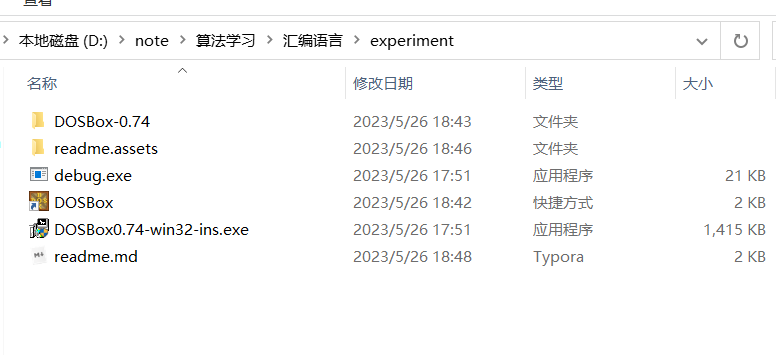 查看
本地磁盘 (D:) note 算法学习 汇编语言 experiment
名称 修改日期 类型 大小
DOSBox-0.74 2023/5/26 18:43 文件夹
readme.assets 2023/5/26 18:46 文件夹
debug.exe 2023/5/26 17:51 应用程序 21 KB
DOSBox 2023/5/26 18:42 快捷方式 2 KB
DOSBox0.74-win32-ins.exe 2023/5/26 17:51 应用程序 1,415 KB
readme.md 2023/5/26 18:48 Typora 2 KB